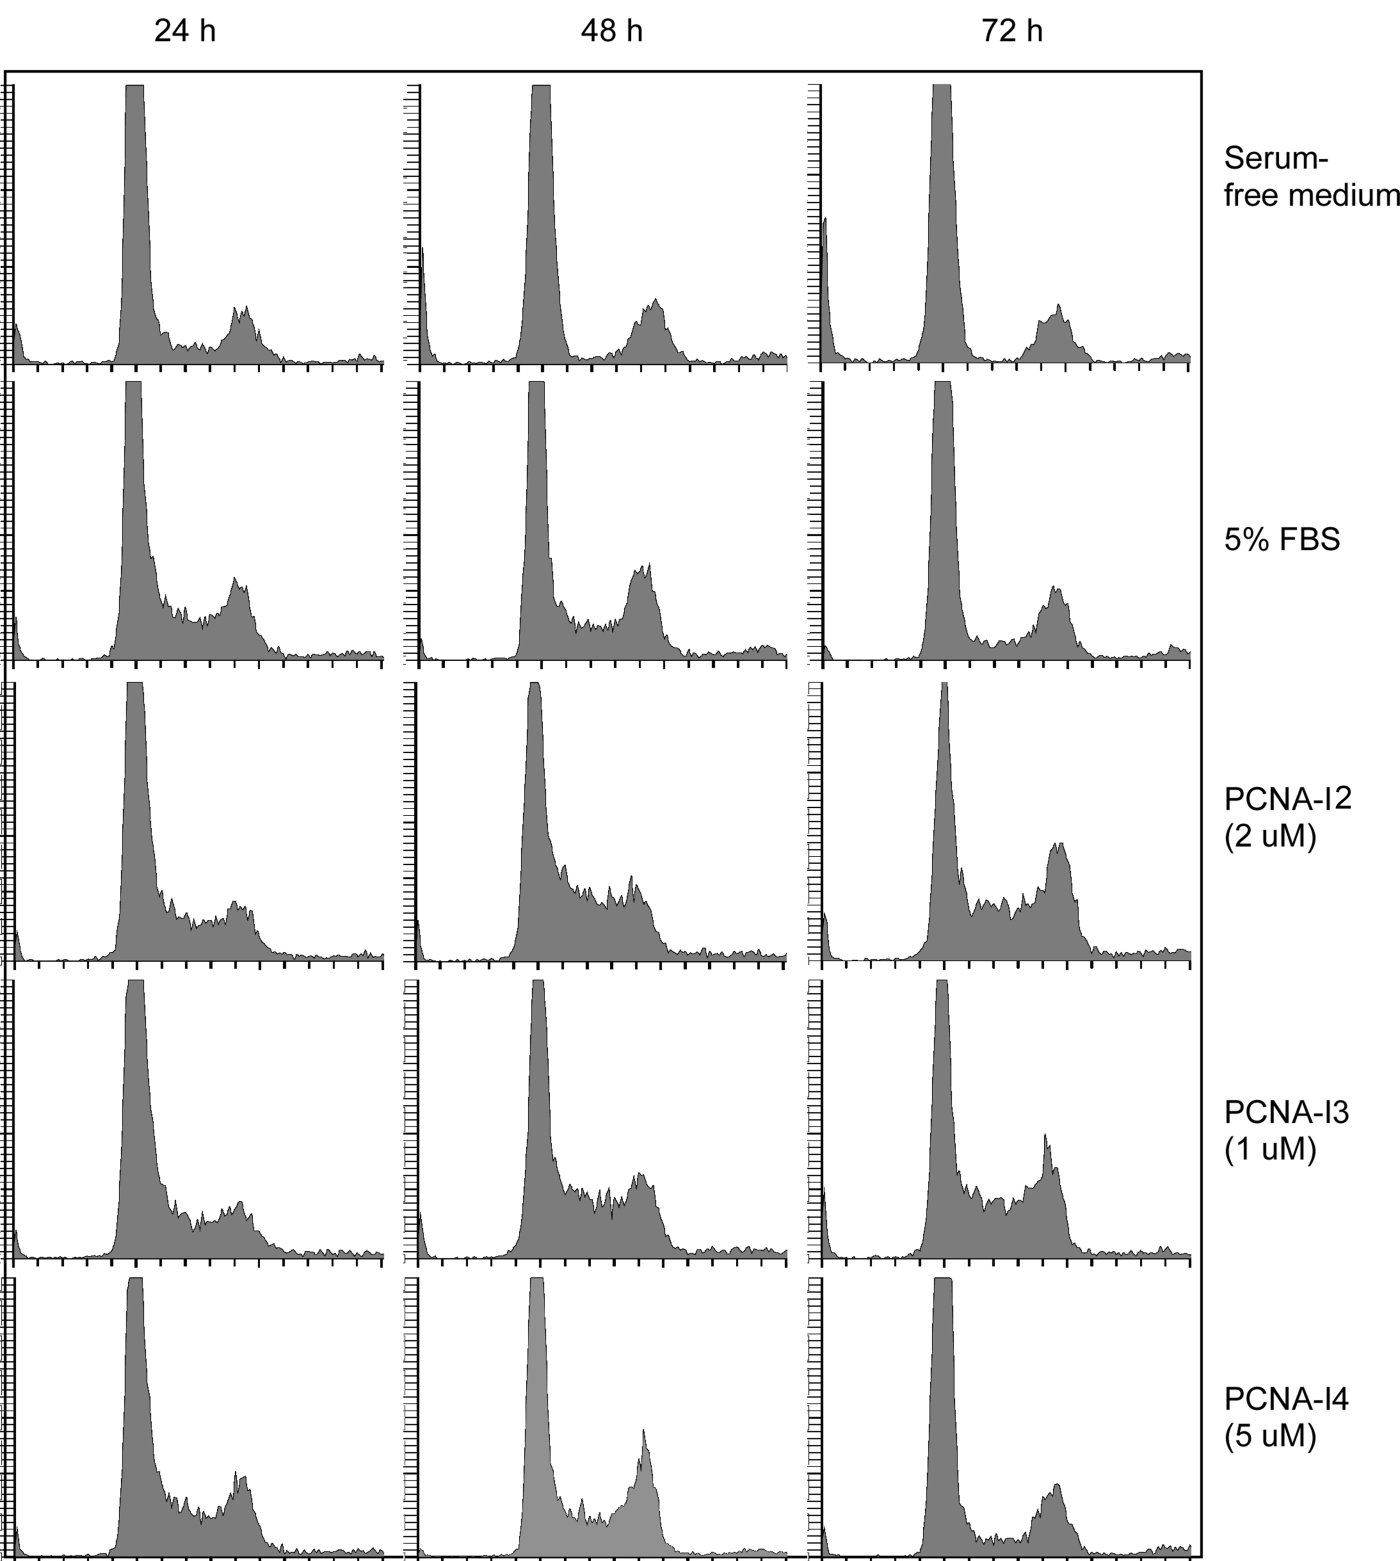 24 h 48 h 72 h
Serum-
free medium
5% FBS
PCNA-I2
(2 uM)
PCNA-I3
(1 uM)
PCNA-I4
(5 uM)